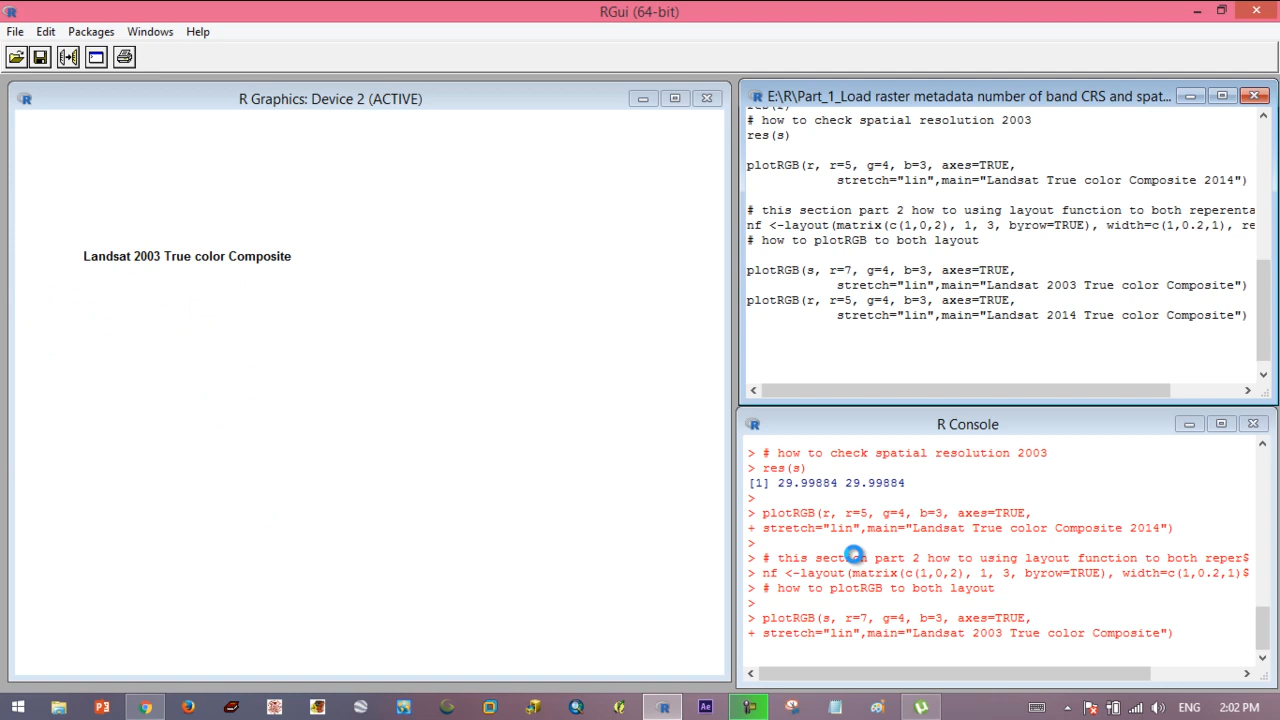 RGui (64-bit)
File Edit Packages Windows Help
R Graphics: Device 2 (ACTIVE)
Landsat 2003 True color Composite
E:\R\Part_1_Load raster metadata number of band CRS and spat...
# how to check spatial resolution 2003
res(s)
plotRGB(r, r=5, g=4, b=3, axes=TRUE,
stretch="lin",main="Landsat True color Composite 2014")
# this section part 2 how to using layout function to both reperenta
nf <-layout(matrix(c(1,0,2), 1, 3, byrow=TRUE), width=c(1,0.2,1), re
# how to plotRGB to both layout
plotRGB(s, r=7, g=4, b=3, axes=TRUE,
stretch="lin",main="Landsat 2003 True color Composite")
plotRGB(r, r=5, g=4, b=3, axes=TRUE,
stretch="lin",main="Landsat 2014 True color Composite")
R Console
> # how to check spatial resolution 2003
> res(s)
[1] 29.99884 29.99884
>
> plotRGB(r, r=5, g=4, b=3, axes=TRUE,
+ stretch="lin",main="Landsat True color Composite 2014")
>
> # this section part 2 how to using layout function to both reper$
> nf <-layout(matrix(c(1,0,2), 1, 3, byrow=TRUE), width=c(1,0.2,1)$
> # how to plotRGB to both layout
>
> plotRGB(s, r=7, g=4, b=3, axes=TRUE,
+ stretch="lin",main="Landsat 2003 True color Composite")
ENG 2:02 PM